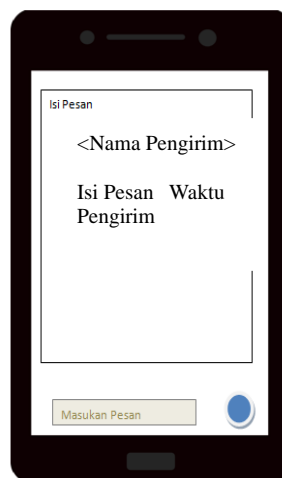 Isi Pesan
<Nama Pengirim>
Isi Pesan   Waktu
Pengirim
Masukan Pesan